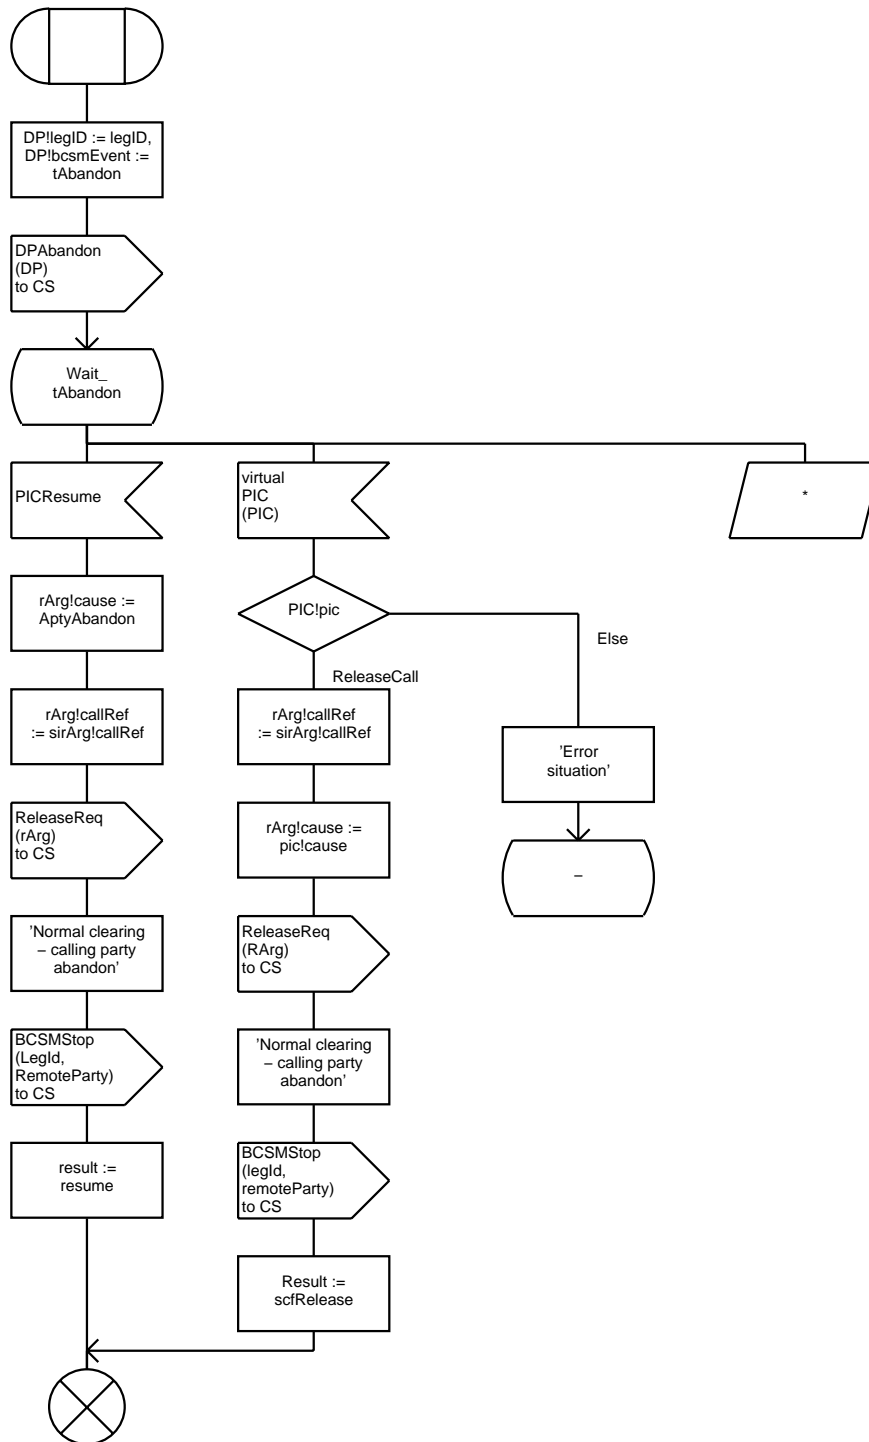 DP!legID := legID,
DP!bcsmEvent :=
tAbandon
DPAbandon
(DP)
to CS
Wait_
tAbandon
PICResume
virtual
PIC
(PIC)
*
rArg!cause :=
AptyAbandon
PIC!pic
Else
ReleaseCall
rArg!callRef
:= sirArg!callRef
rArg!callRef
:= sirArg!callRef
'Error
situation'
ReleaseReq
(rArg)
to CS
rArg!cause :=
pic!cause
–
'Normal clearing
– calling party
abandon'
ReleaseReq
(RArg)
to CS
BCSMStop
(LegId,
RemoteParty)
to CS
'Normal clearing
– calling party
abandon'
result :=
resume
BCSMStop
(legId,
remoteParty)
to CS
Result :=
scfRelease